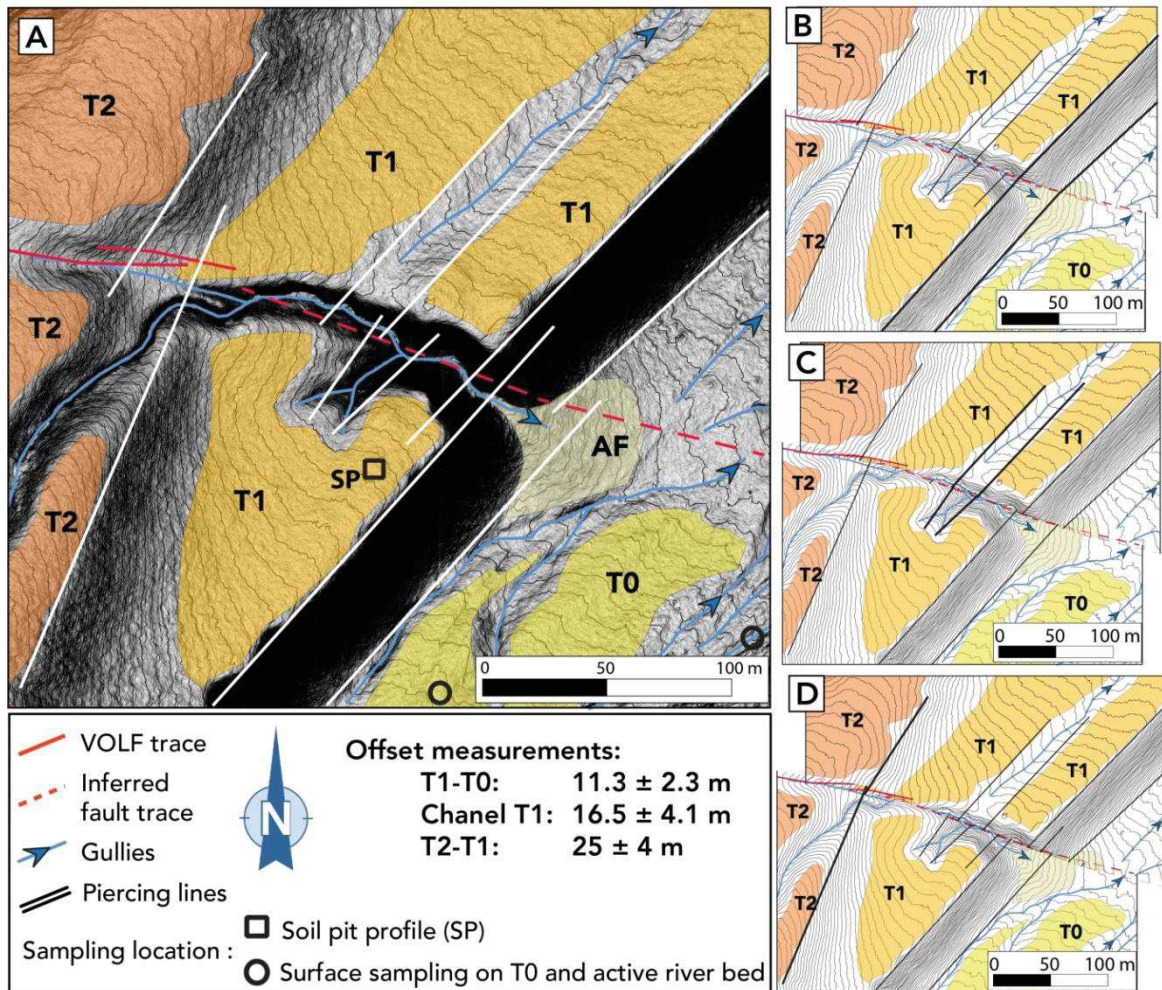 A
T2
T1
T1
T2
T1
SP
AF
T2
T0
0 50 100 m
B
T2
T1
T1
T2
T1
T2
T0
0 50 100 m
C
T2
T1
T1
T2
T1
T2
T0
0 50 100 m
D
T2
T1
T1
T2
T1
T2
T0
0 50 100 m
VOLF trace
Inferred
fault trace
Gullies
Piercing lines
N
Offset measurements:
T1-T0: 11.3 ± 2.3 m
Chanel T1: 16.5 ± 4.1 m
T2-T1: 25 ± 4 m
Sampling location :
Soil pit profile (SP)
Surface sampling on T0 and active river bed